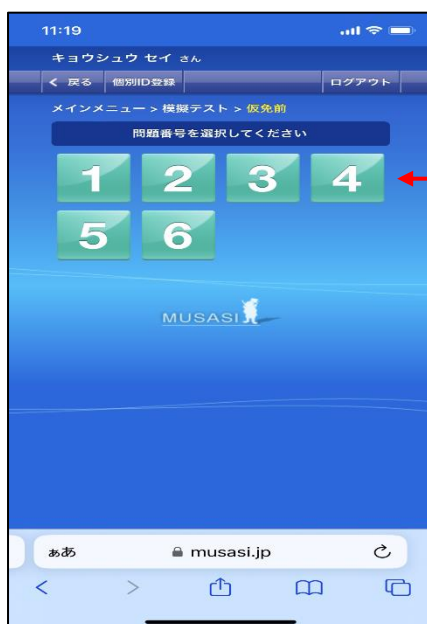 11:19
キョウシュウ セイ さん
< 戻る 個別ID登録 ログアウト
メインメニュー > 模擬テスト > 仮免前
問題番号を選択してください
1 2 3 4
5 6
MUSASI
ぁあ musasi.jp